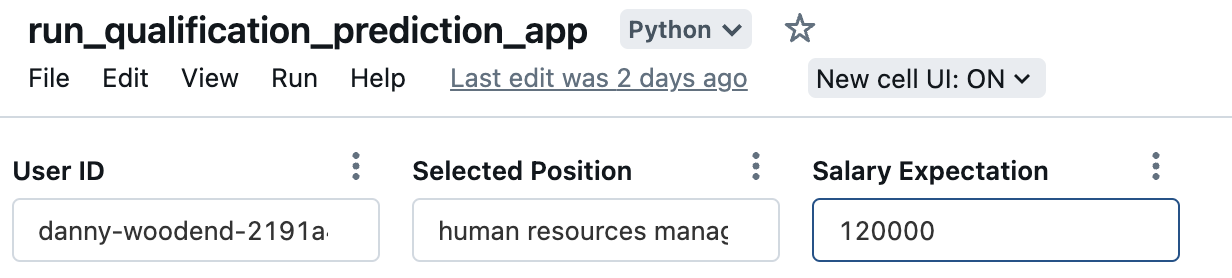 run_qualification_prediction_app Python
File Edit View Run Help Last edit was 2 days ago New cell UI: ON
User ID Selected Position Salary Expectation
danny-woodend-2191a human resources manag 120000